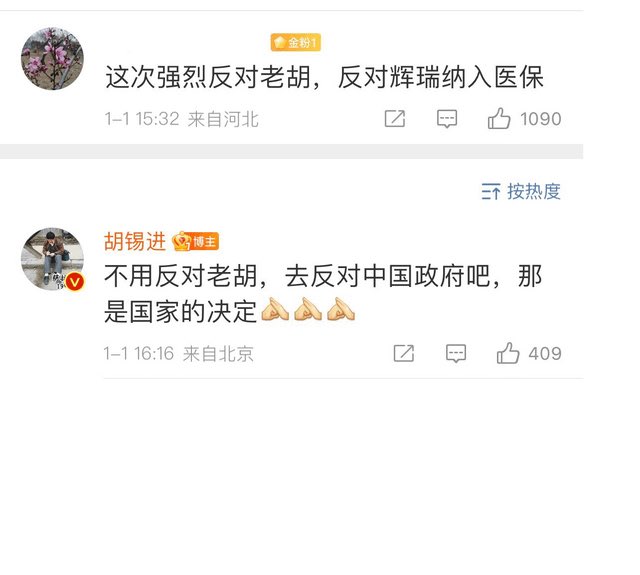 金粉1
这次强烈反对老胡，反对辉瑞纳入医保
1-1 15:32 来自河北 1090
按热度
胡锡进 博主
不用反对老胡，去反对中国政府吧，那
是国家的决定
1-1 16:16 来自北京 409